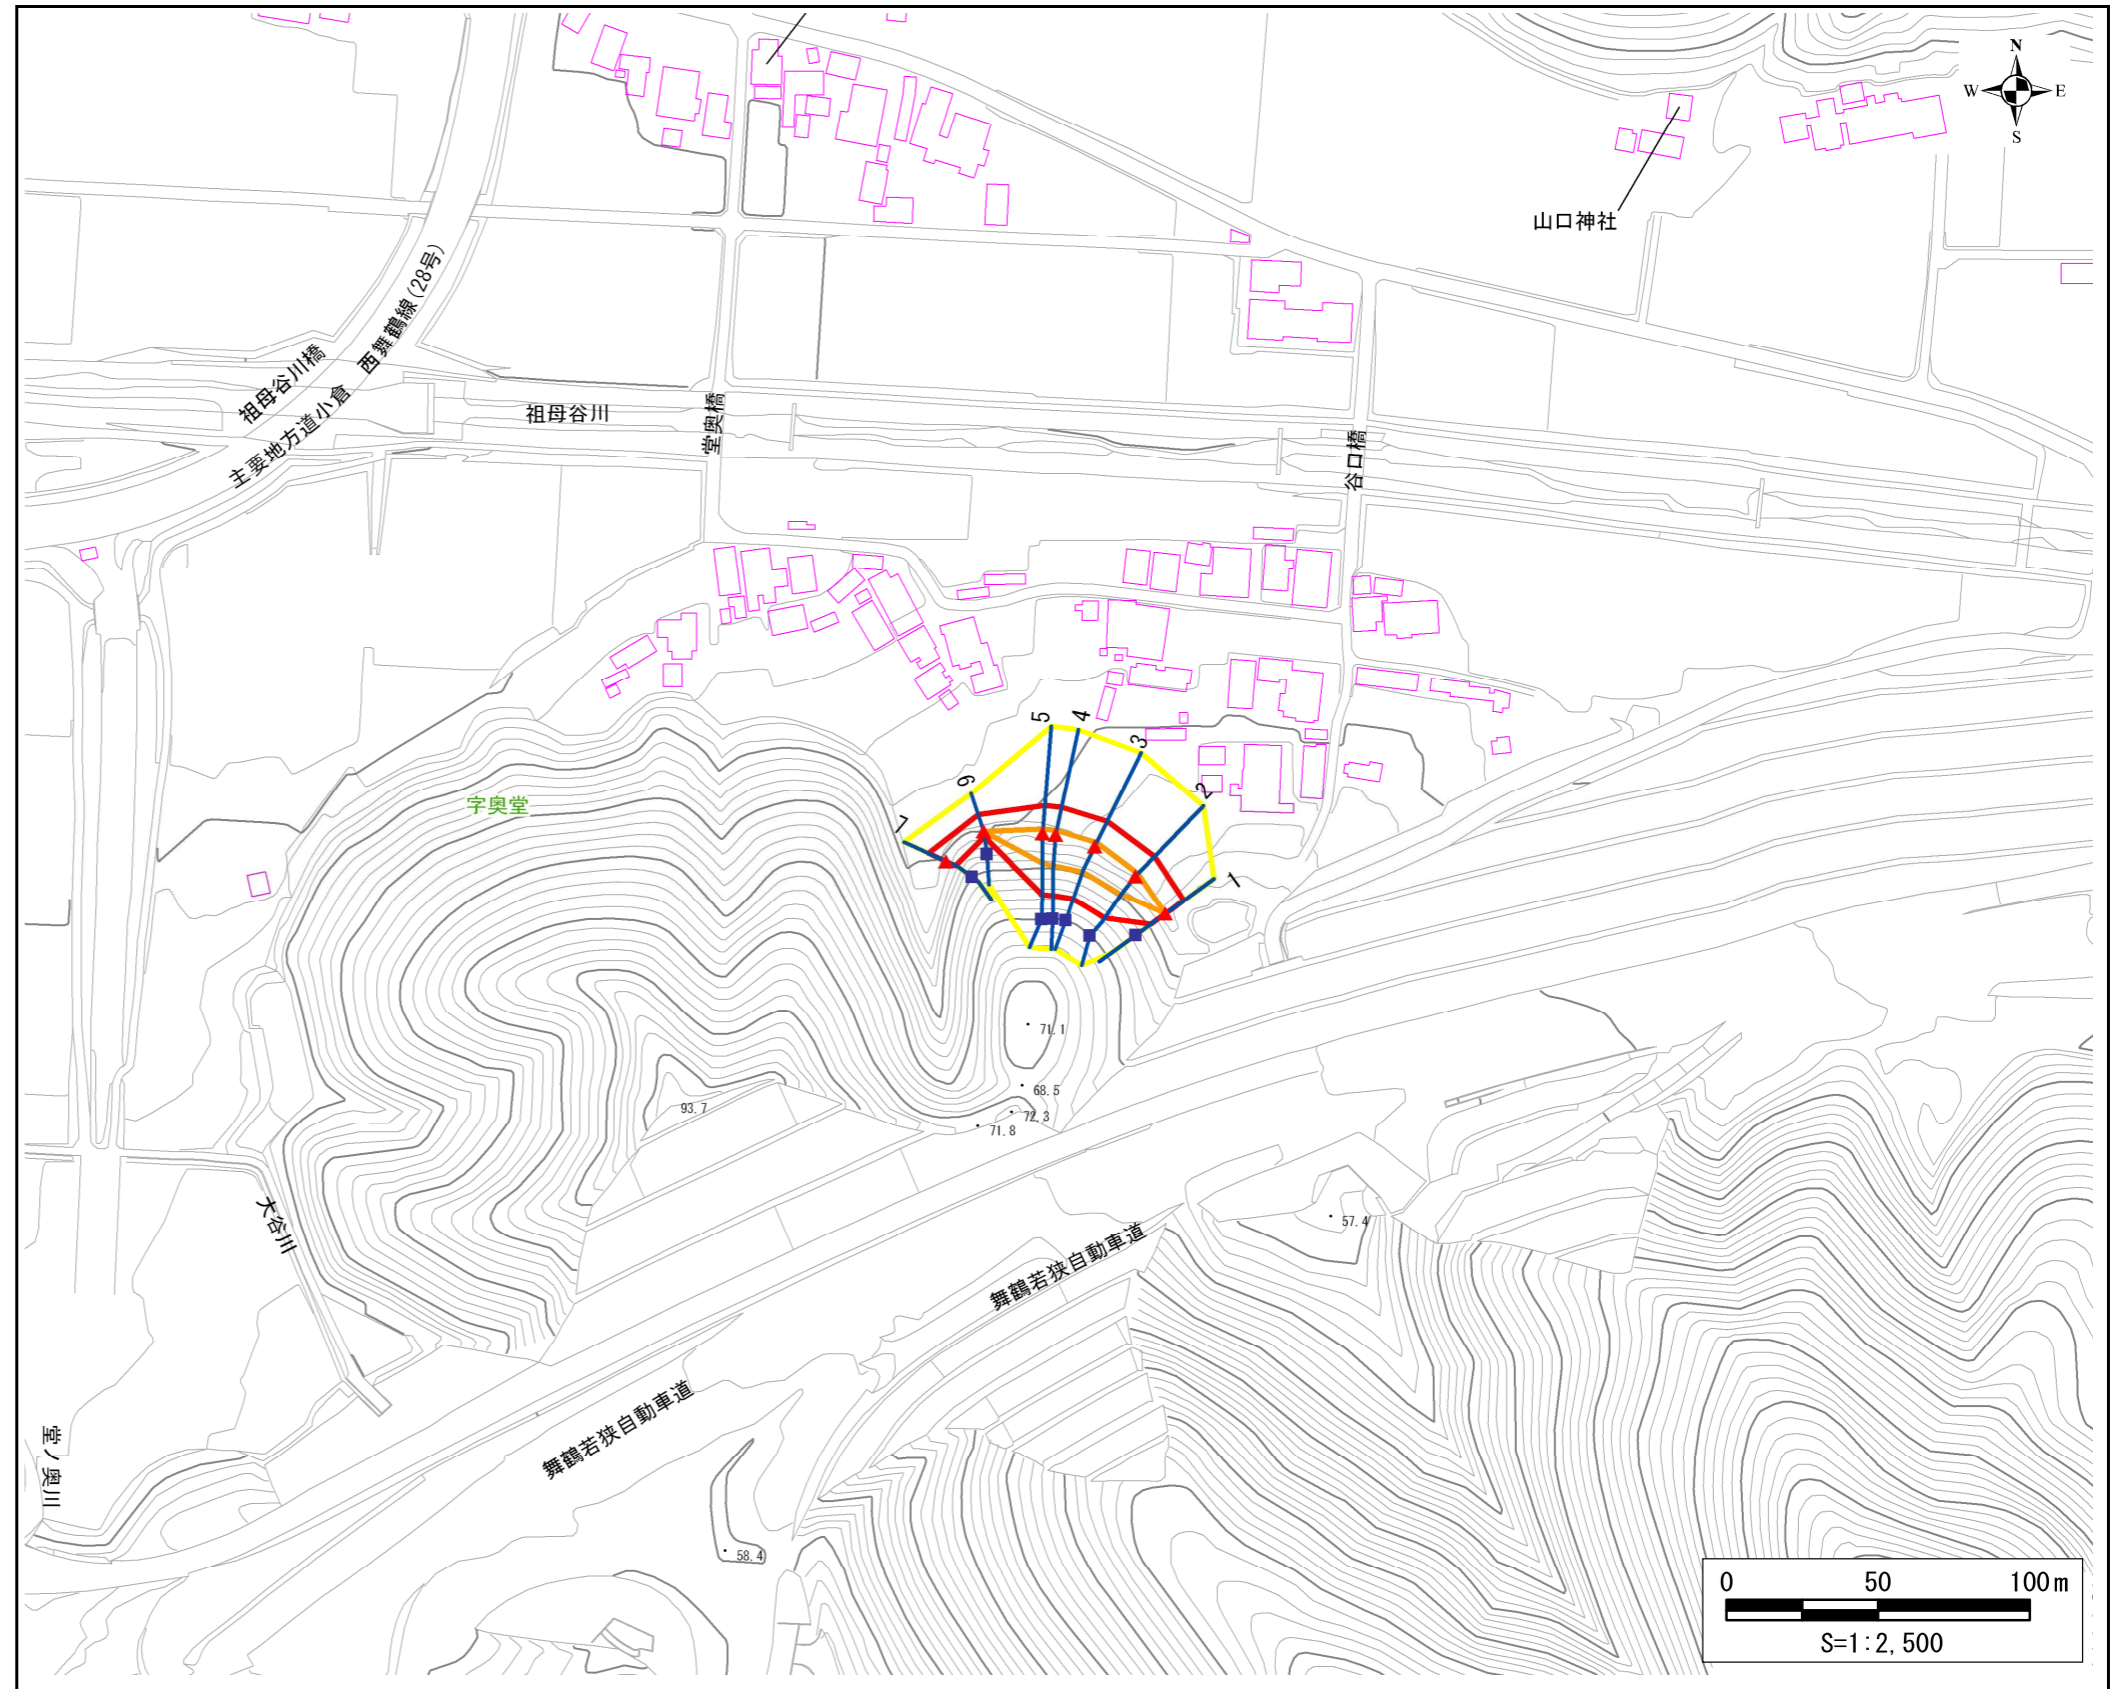 N
W E
S
山口神社
主要地方道小倉 西舞鶴線(28号)
祖母谷川橋
祖母谷川
堂奥橋
谷口橋
字奥堂
5
4
3
6
2
7
1
71.1
68.5
72.3
71.8
93.7
57.4
大谷川
舞鶴若狭自動車道
舞鶴若狭自動車道
堂ノ奥川
58.4
0 50 100m
S=1:2,500